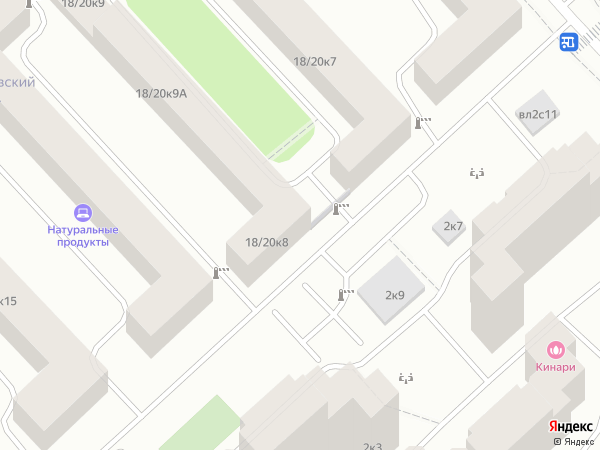 18/20к9
18/20к7
18/20к9А
вский
вл2с11
Натуральные
продукты
2к7
18/20к8
2к9
к15
Кинари
2к3
Яндекс
© Яндекс